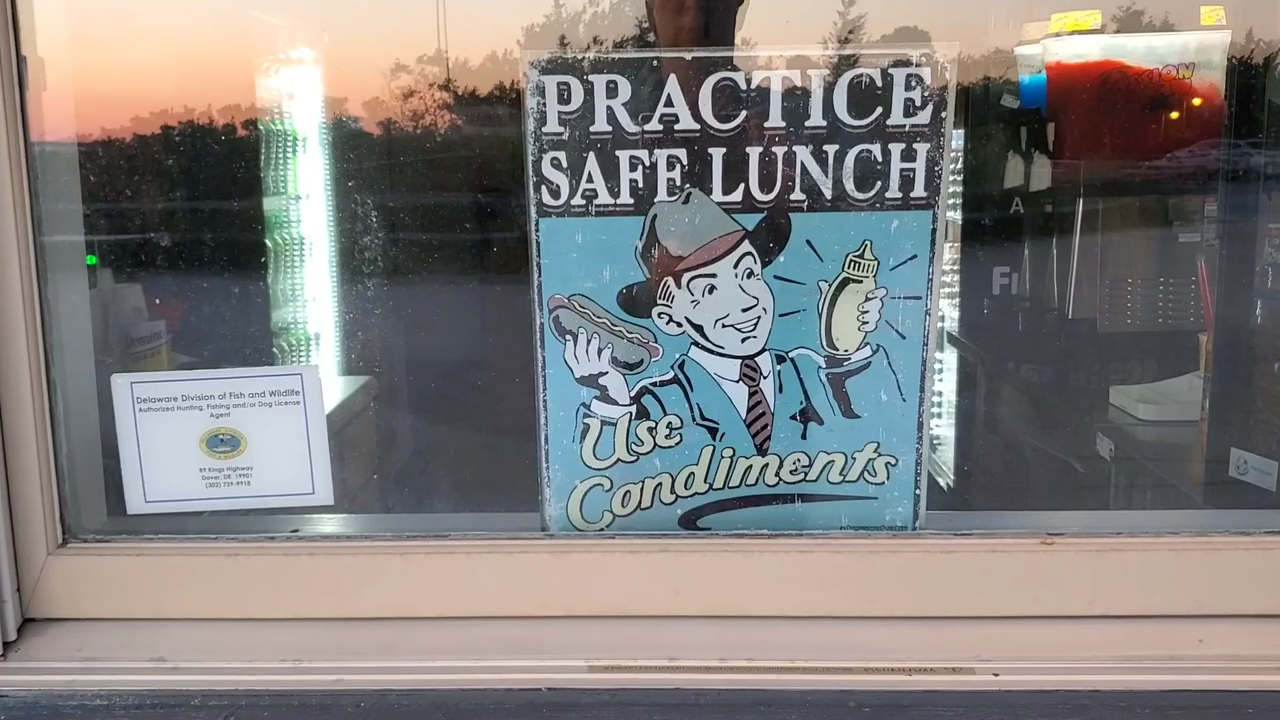 PRACTICE
SAFE LUNCH
Use
Condiments
Delaware Division of Fish and Wildlife
Authorized Hunting, Fishing and/or Dog License
Agent
89 Kings Highway
Dover, DE 19901
(302) 739-9918